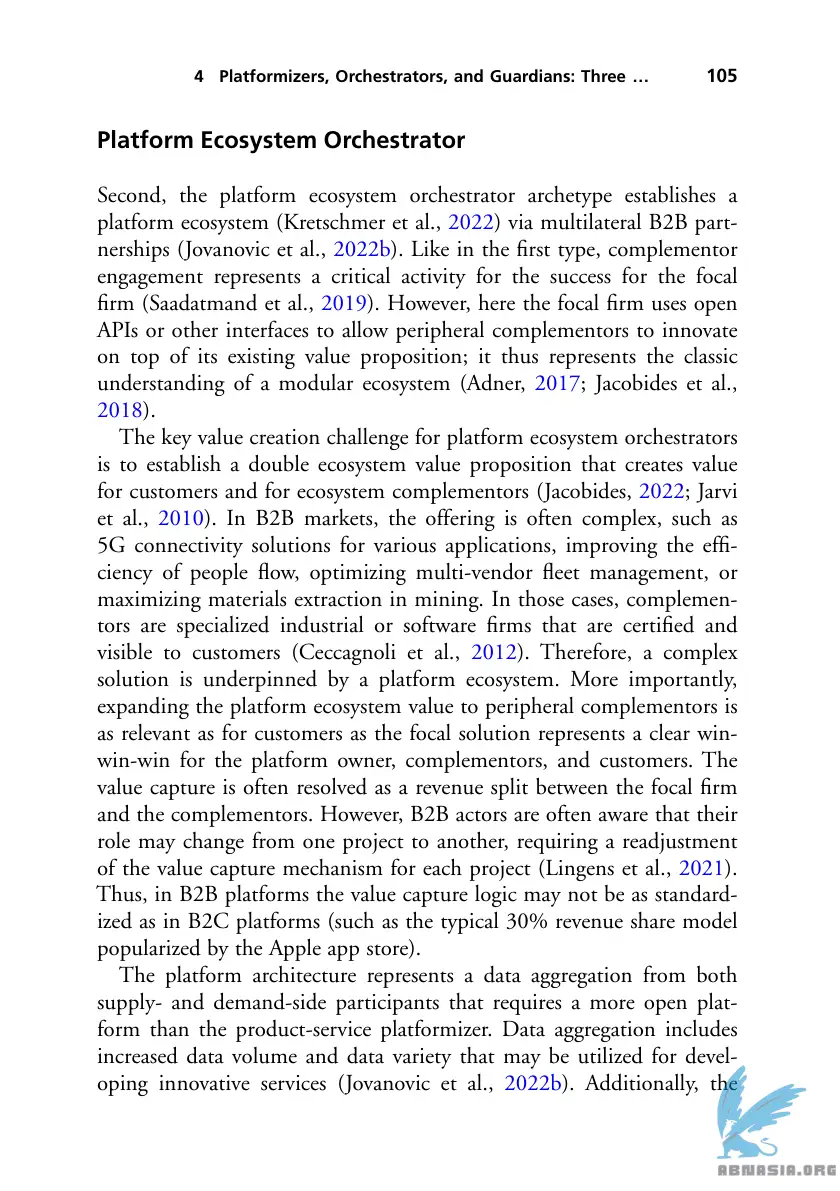 4 Platformizers, Orchestrators, and Guardians: Three … 105
Platform Ecosystem Orchestrator
Second, the platform ecosystem orchestrator archetype establishes a
platform ecosystem (Kretschmer et al., 2022) via multilateral B2B part-
nerships (Jovanovic et al., 2022b). Like in the first type, complementor
engagement represents a critical activity for the success for the focal
firm (Saadatmand et al., 2019). However, here the focal firm uses open
APIs or other interfaces to allow peripheral complementors to innovate
on top of its existing value proposition; it thus represents the classic
understanding of a modular ecosystem (Adner, 2017; Jacobides et al.,
2018).
The key value creation challenge for platform ecosystem orchestrators
is to establish a double ecosystem value proposition that creates value
for customers and for ecosystem complementors (Jacobides, 2022; Jarvi
et al., 2010). In B2B markets, the offering is often complex, such as
5G connectivity solutions for various applications, improving the effi-
ciency of people flow, optimizing multi-vendor fleet management, or
maximizing materials extraction in mining. In those cases, complemen-
tors are specialized industrial or software firms that are certified and
visible to customers (Ceccagnoli et al., 2012). Therefore, a complex
solution is underpinned by a platform ecosystem. More importantly,
expanding the platform ecosystem value to peripheral complementors is
as relevant as for customers as the focal solution represents a clear win-
win-win for the platform owner, complementors, and customers. The
value capture is often resolved as a revenue split between the focal firm
and the complementors. However, B2B actors are often aware that their
role may change from one project to another, requiring a readjustment
of the value capture mechanism for each project (Lingens et al., 2021).
Thus, in B2B platforms the value capture logic may not be as standard-
ized as in B2C platforms (such as the typical 30% revenue share model
popularized by the Apple app store).
The platform architecture represents a data aggregation from both
supply- and demand-side participants that requires a more open plat-
form than the product-service platformizer. Data aggregation includes
increased data volume and data variety that may be utilized for devel-
oping innovative services (Jovanovic et al., 2022b). Additionally, the
ABNASIA.ORG